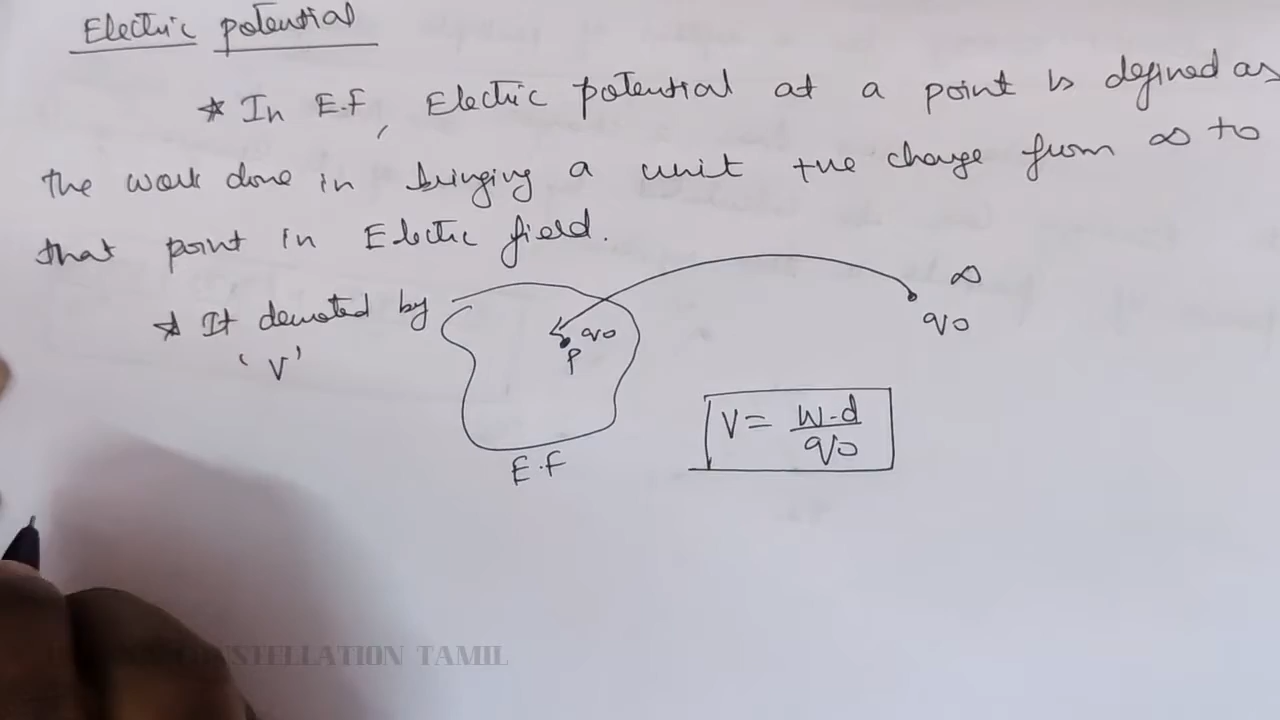 Electric potential
* In E.F, Electric potential at a point is defined as
the work done in bringing a unit +ve charge from ∞ to
that point in Electric field.
* It denoted by
'V'
∞
q0
q0
P
E.F
V = W.d / q0
NSTELLATION TAMIL